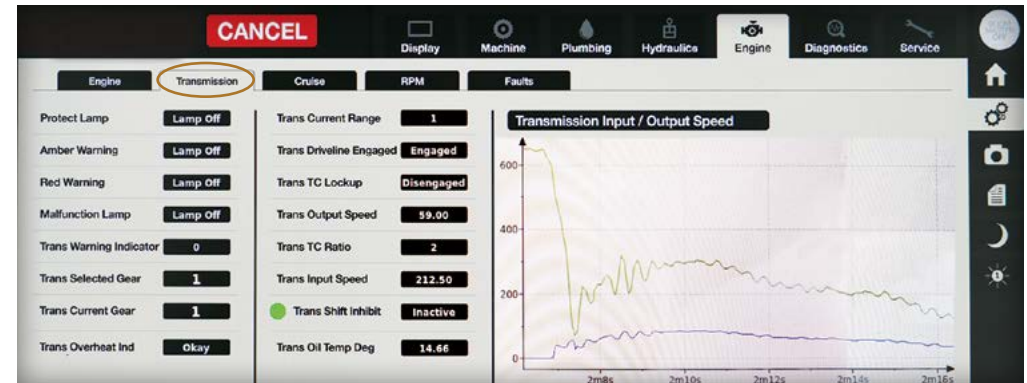 CANCEL
Display
Machine
Plumbing
Hydraulics
Engine
Diagnostics
Service
Engine
Transmission
Cruise
RPM
Faults
Protect Lamp Lamp Off
Amber Warning Lamp Off
Red Warning Lamp Off
Malfunction Lamp Lamp Off
Trans Warning Indicator 0
Trans Selected Gear 1
Trans Current Gear 1
Trans Overheat Ind Okay
Trans Current Range 1
Trans Driveline Engaged Engaged
Trans TC Lockup Disengaged
Trans Output Speed 59.00
Trans TC Ratio 2
Trans Input Speed 212.50
Trans Shift Inhibit Inactive
Trans Oil Temp Deg 14.66
Transmission Input / Output Speed
600
400
200
0
2m8s 2m10s 2m12s 2m14s 2m16s